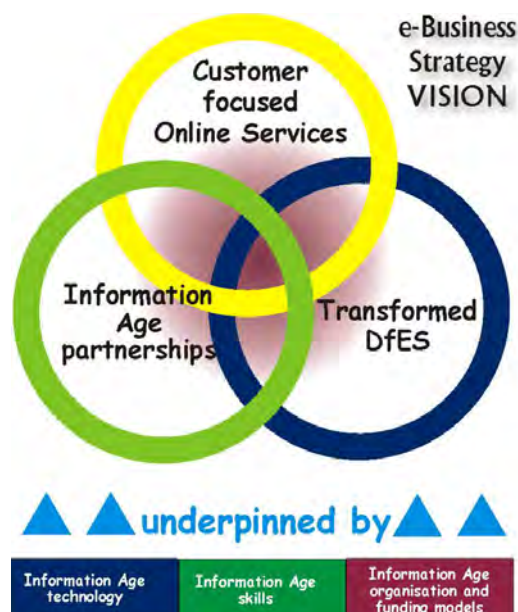 e-Business
Strategy
VISION
Customer
focused
Online Services
Information
Age
partnerships
Transformed
DfES
underpinned by
Information Age
technology
Information Age
skills
Information Age
organisation and
funding models